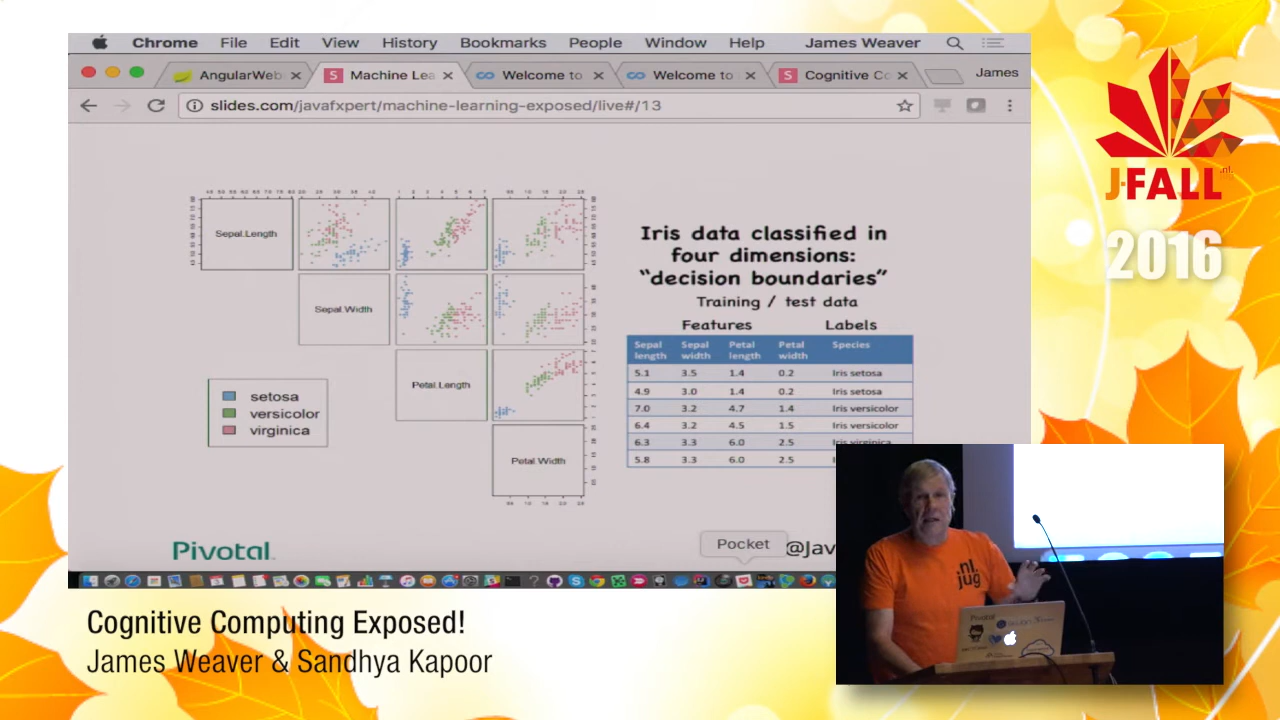 Chrome File Edit View History Bookmarks People Window Help James Weaver
AngularWeb
Machine Lea
Welcome to
Welcome to
Cognitive Co
James
slides.com/javafxpert/machine-learning-exposed/live#/13
J-FALL
.nl
2016
Sepal.Length
Sepal.Width
Petal.Length
Petal.Width
setosa
versicolor
virginica
Iris data classified in
four dimensions:
"decision boundaries"
Training / test data
Features Labels
Sepal length Sepal width Petal length Petal width Species
5.1 3.5 1.4 0.2 Iris setosa
4.9 3.0 1.4 0.2 Iris setosa
7.0 3.2 4.7 1.4 Iris versicolor
6.4 3.2 4.5 1.5 Iris versicolor
6.3 3.3 6.0 2.5 Iris virginica
5.8 3.3 6.0 2.5
Pivotal
Pocket
@Jav
.nl
jug
Pivotal
Cognitive Computing Exposed!
James Weaver & Sandhya Kapoor